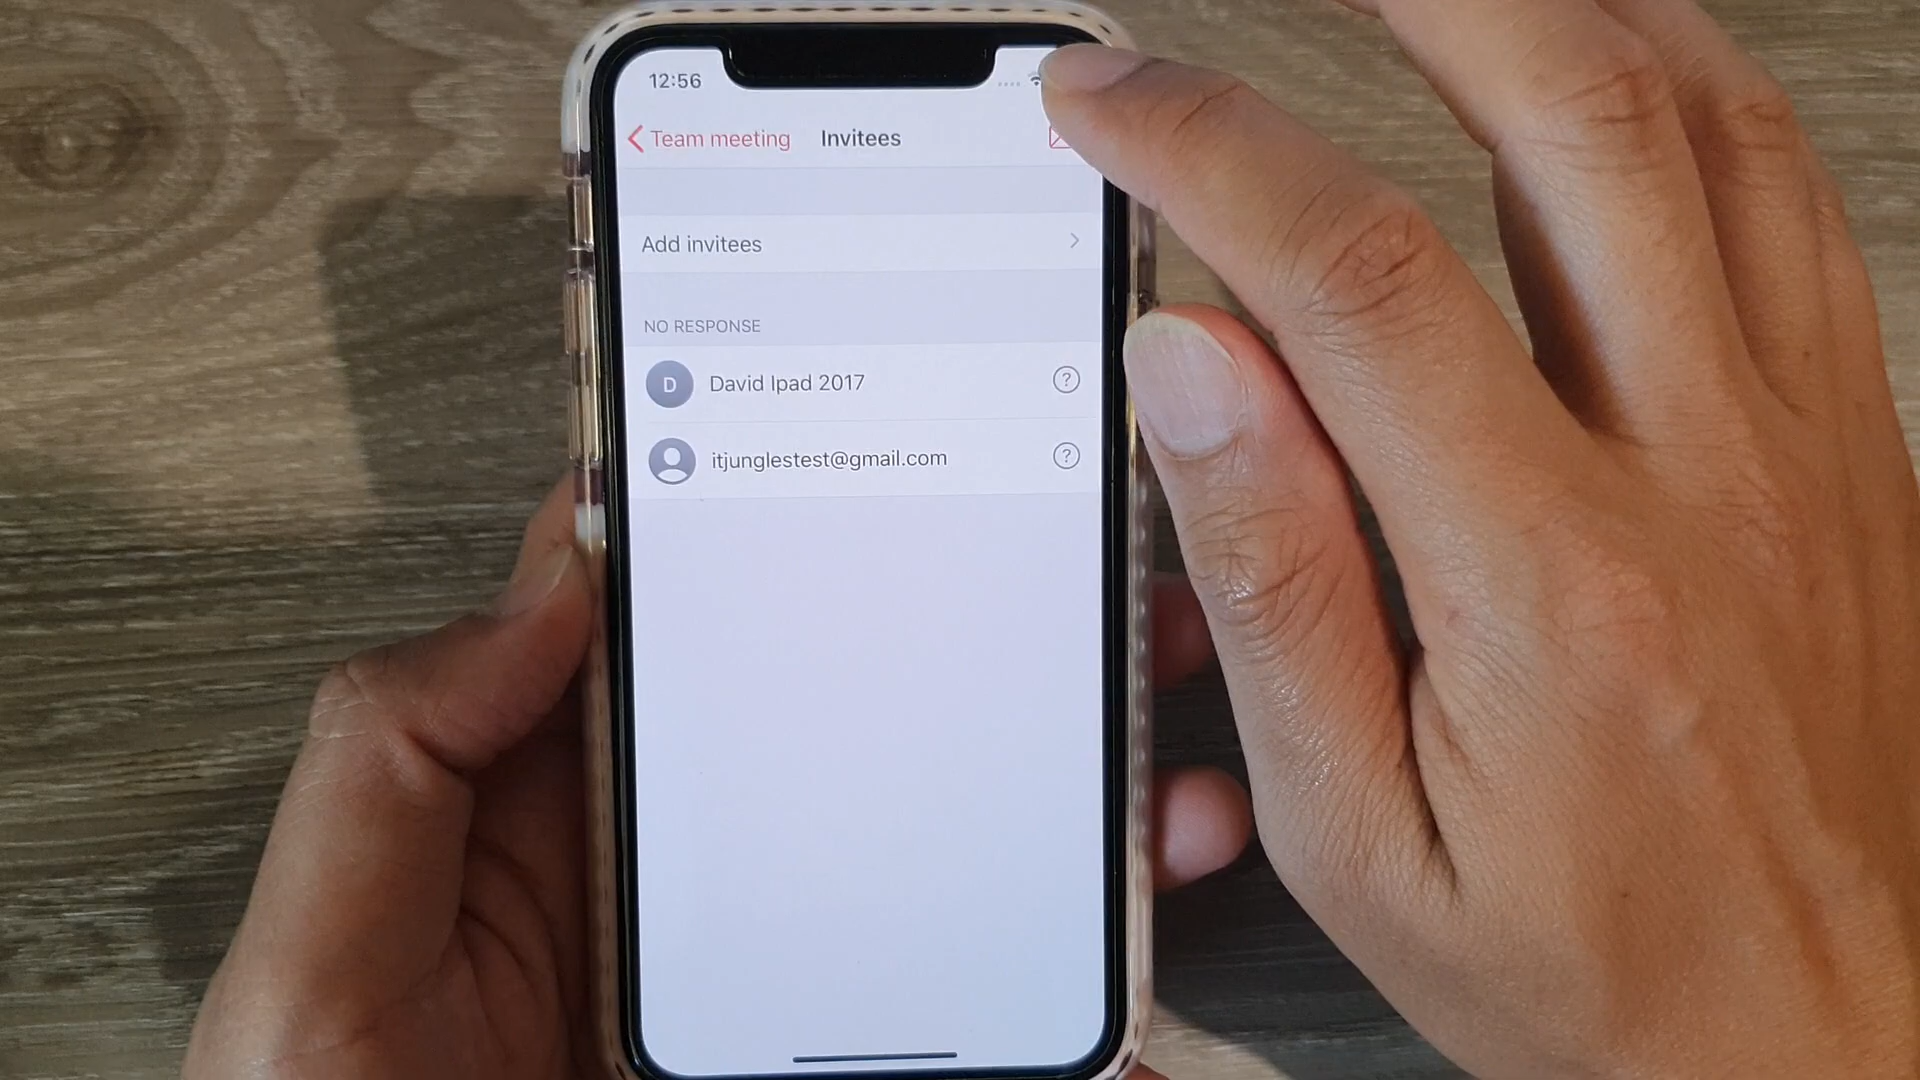 12:56
Team meeting Invitees
Add invitees
NO RESPONSE
D David Ipad 2017 ?
itjunglestest@gmail.com ?